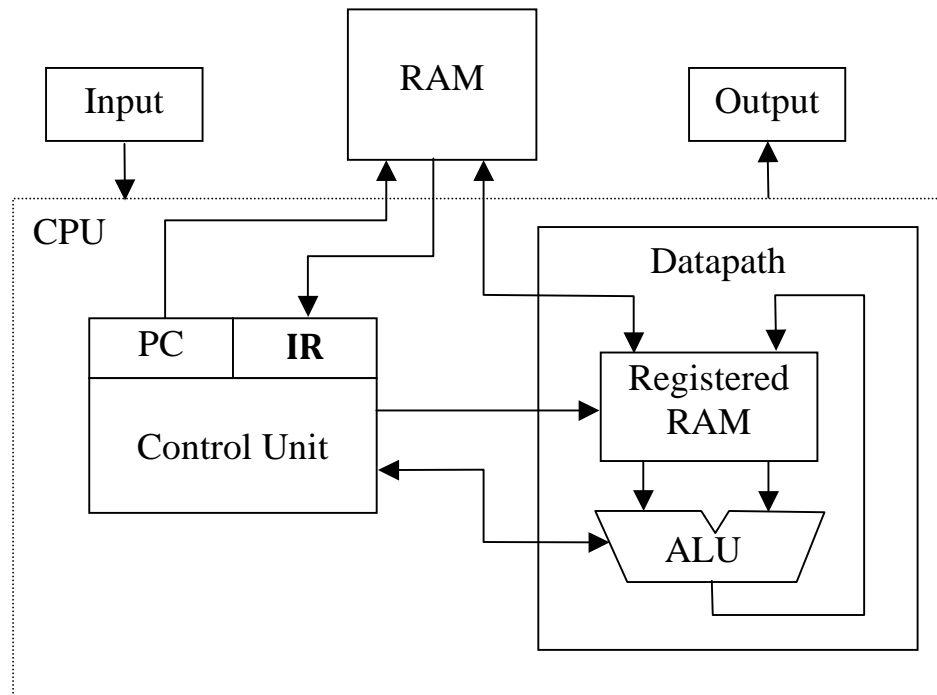 Input
RAM
Output
CPU
Datapath
PC
IR
Registered
RAM
Control Unit
ALU